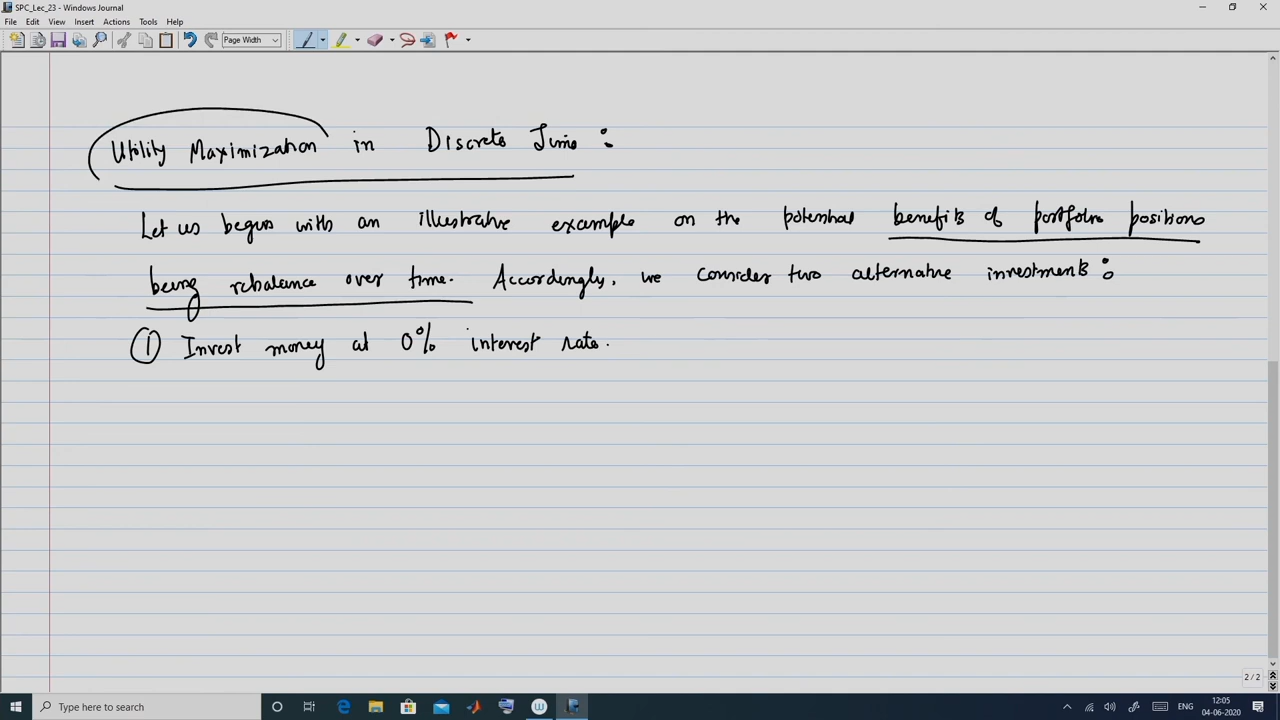 SPC_Lec_23 - Windows Journal
File Edit View Insert Actions Tools Help
Page Width
Utility Maximization in Discrete Time :
Let us begin with an illustrative example on the potential benefits of portfolio positions
being rebalance over time. Accordingly, we consider two alternative investments :
1 Invest money at 0% interest rate.
2/2
Type here to search
ENG
12:05
04-06-2020